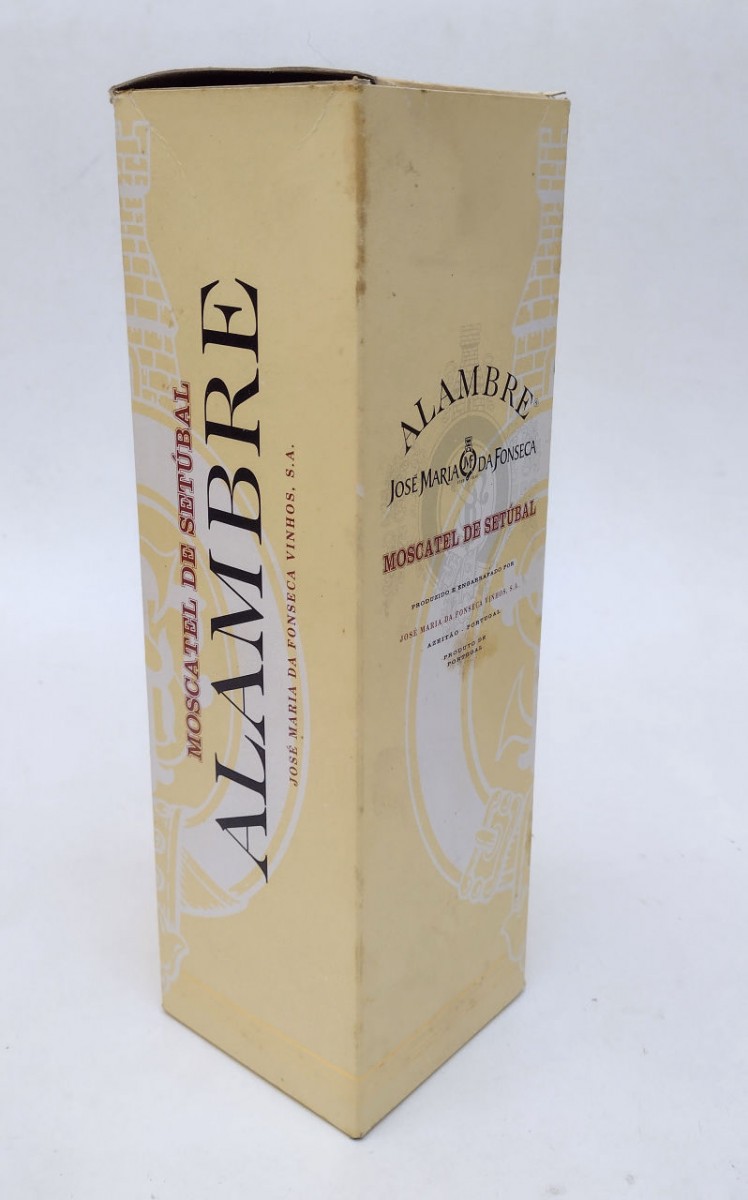 MOSCATEL DE SETÚBAL
ALAMBRE
JOSÉ MARIA DA FONSECA VINHOS, S.A.
ALAMBRE
JOSÉ MARIA DA FONSECA
MOSCATEL DE SETÚBAL
PRODUZIDO E ENGARRAFADO POR
JOSÉ MARIA DA FONSECA VINHOS, S.A.
AZEITÃO - PORTUGAL
PRODUTO DE
PORTUGAL